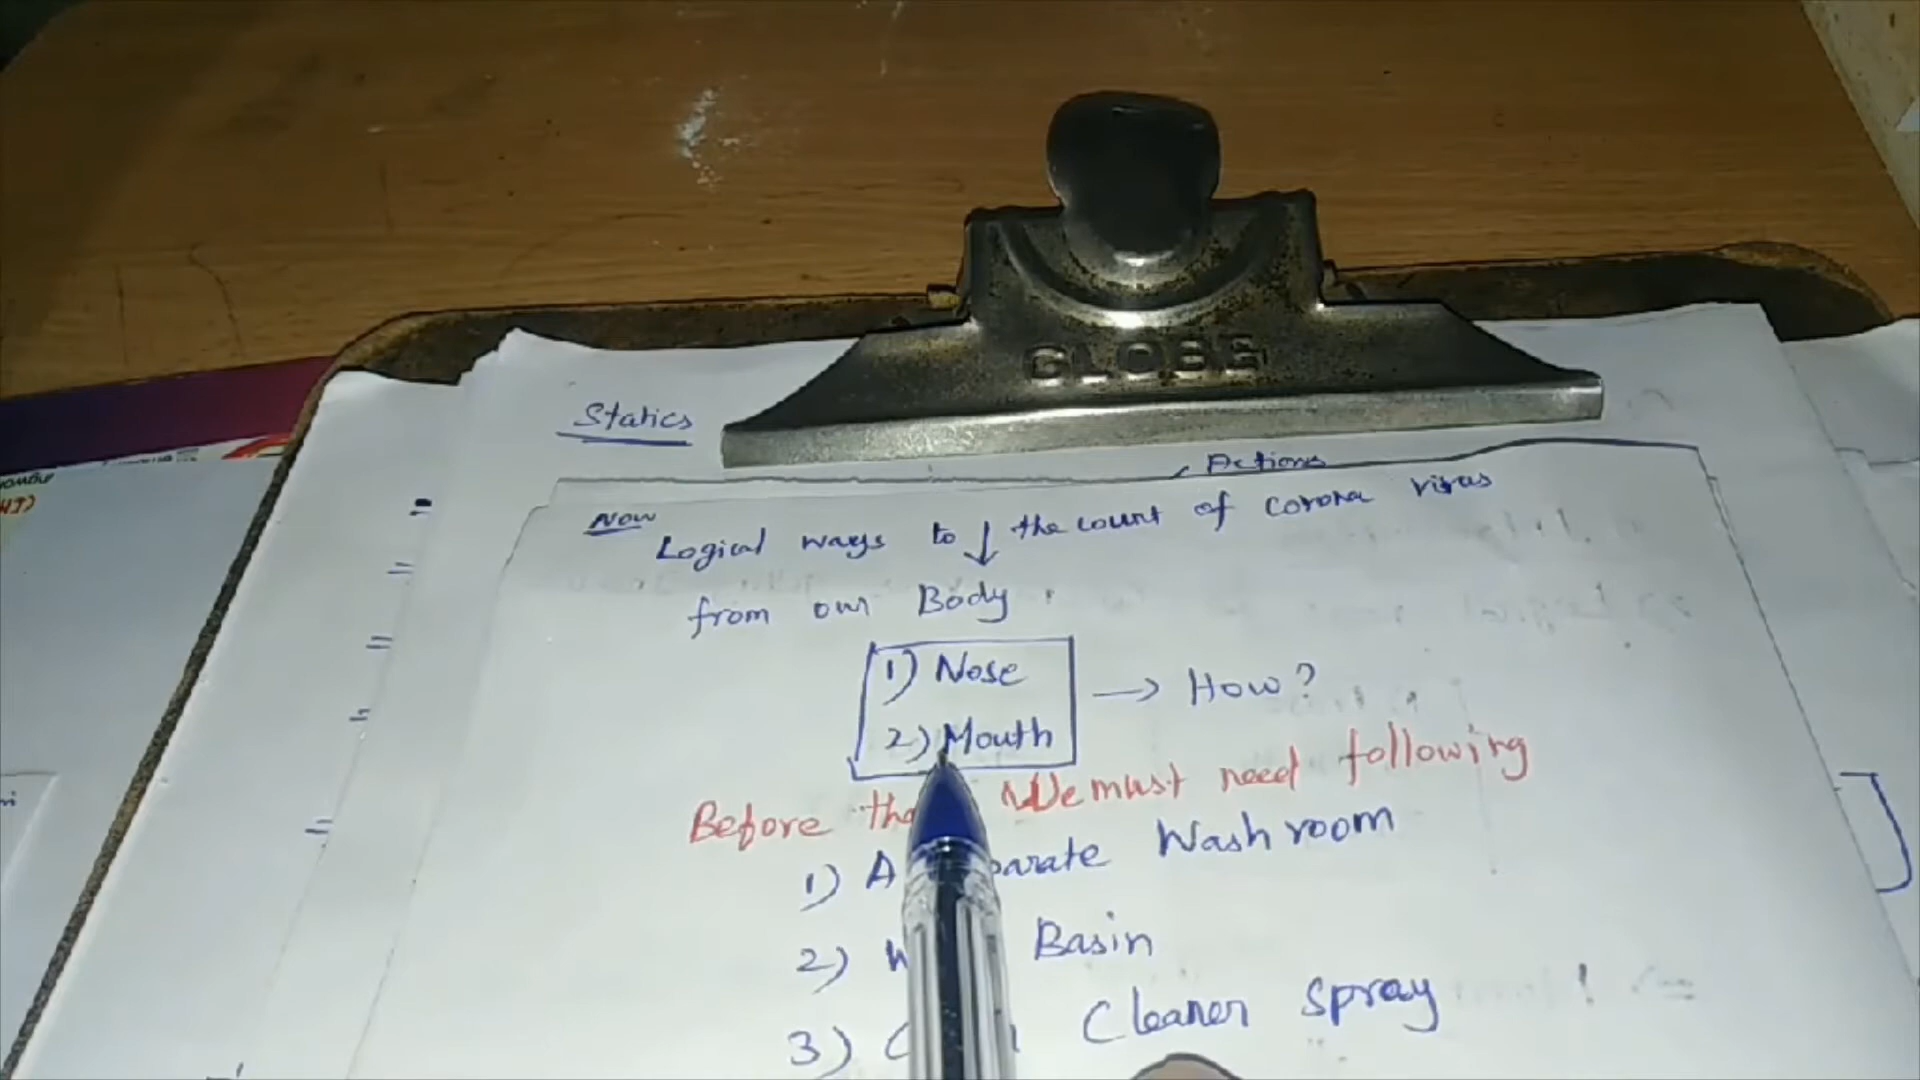 GLOBE
Statics
Actions
Now
Logical ways to ↓ the count of corona virus
from our Body
1) Nose
2) Mouth
→ How?
Before We must need following
1) A Wash room
2) Basin
3) Cleaner spray